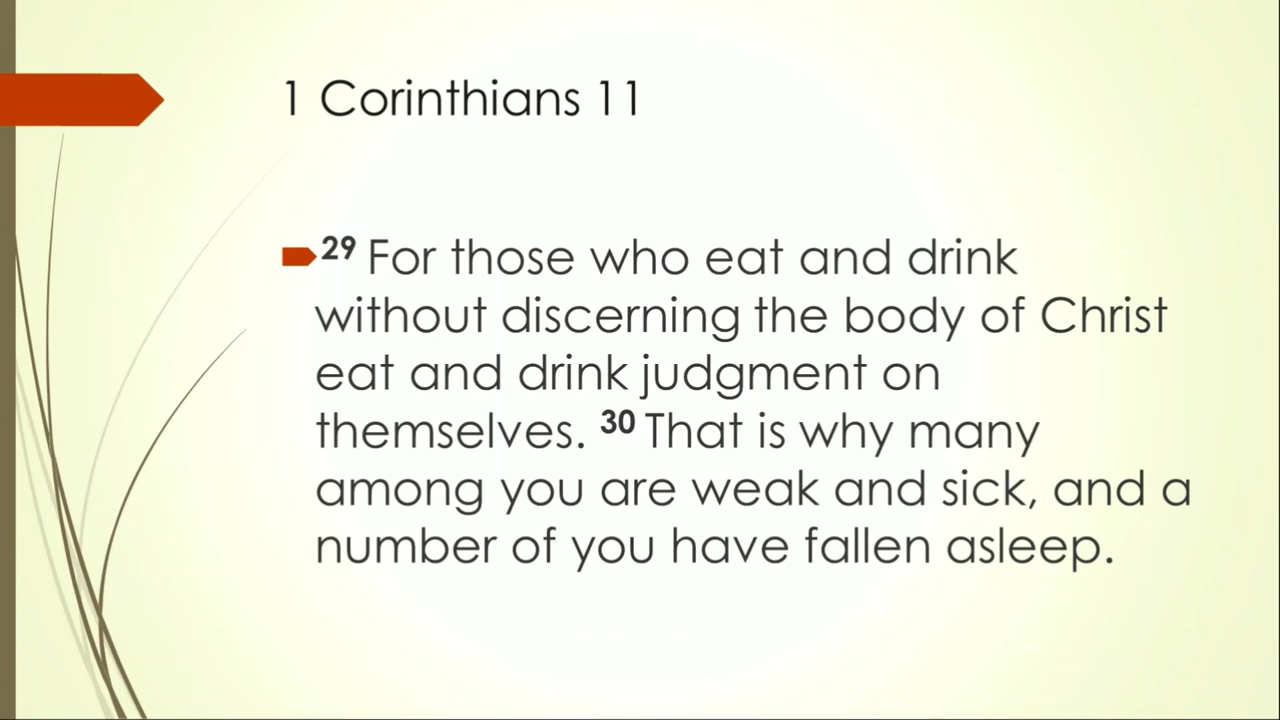 1 Corinthians 11
29 For those who eat and drink
without discerning the body of Christ
eat and drink judgment on
themselves. 30 That is why many
among you are weak and sick, and a
number of you have fallen asleep.